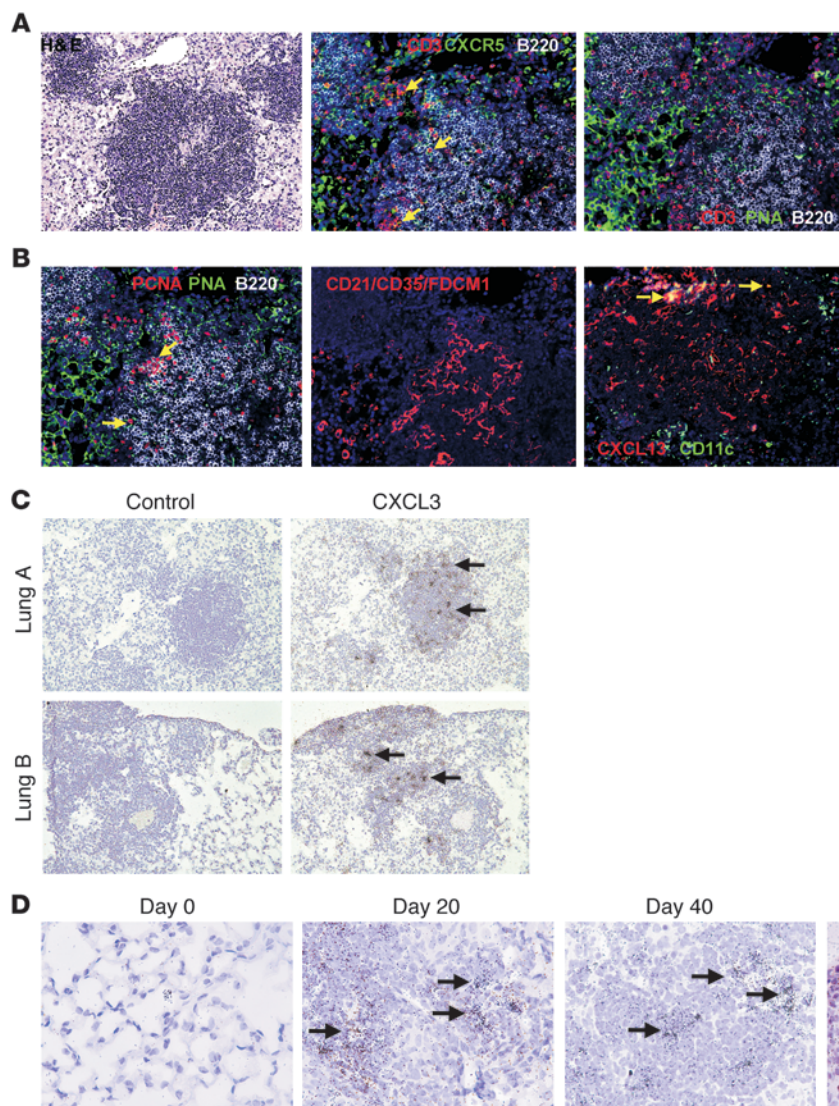 A
H&E
CD3 CXCR5 B220
CD3 PNA B220
B
PCNA PNA B220
CD21/CD35/FDCM1
CXCL13 CD11c
C
Control
CXCL3
Lung A
Lung B
D
Day 0
Day 20
Day 40